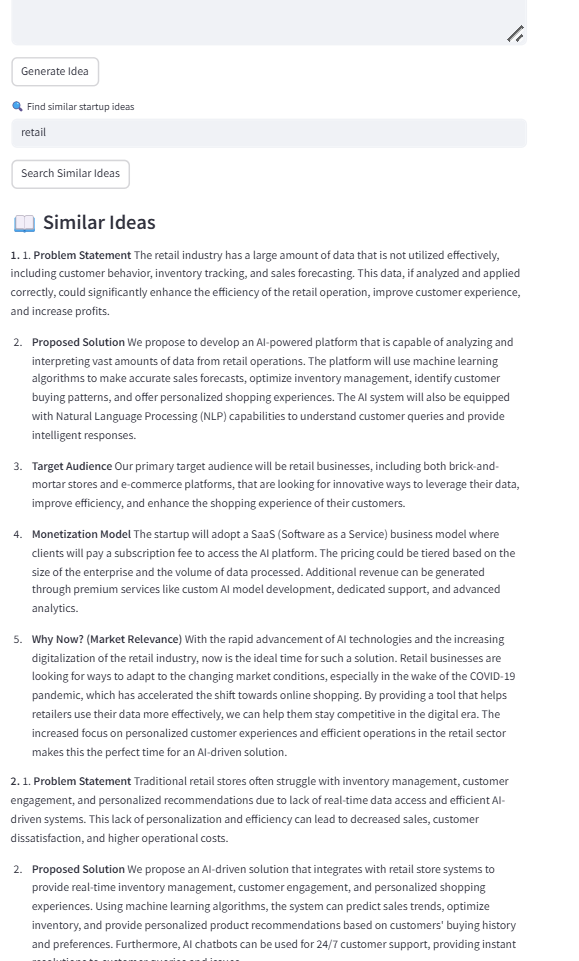 Generate Idea
Find similar startup ideas
retail
Search Similar Ideas
Similar Ideas
1. 1. Problem Statement The retail industry has a large amount of data that is not utilized effectively,
including customer behavior, inventory tracking, and sales forecasting. This data, if analyzed and applied
correctly, could significantly enhance the efficiency of the retail operation, improve customer experience,
and increase profits.
2. Proposed Solution We propose to develop an AI-powered platform that is capable of analyzing and
interpreting vast amounts of data from retail operations. The platform will use machine learning
algorithms to make accurate sales forecasts, optimize inventory management, identify customer
buying patterns, and offer personalized shopping experiences. The AI system will also be equipped
with Natural Language Processing (NLP) capabilities to understand customer queries and provide
intelligent responses.
3. Target Audience Our primary target audience will be retail businesses, including both brick-and-
mortar stores and e-commerce platforms, that are looking for innovative ways to leverage their data,
improve efficiency, and enhance the shopping experience of their customers.
4. Monetization Model The startup will adopt a SaaS (Software as a Service) business model where
clients will pay a subscription fee to access the AI platform. The pricing could be tiered based on the
size of the enterprise and the volume of data processed. Additional revenue can be generated
through premium services like custom AI model development, dedicated support, and advanced
analytics.
5. Why Now? (Market Relevance) With the rapid advancement of AI technologies and the increasing
digitalization of the retail industry, now is the ideal time for such a solution. Retail businesses are
looking for ways to adapt to the changing market conditions, especially in the wake of the COVID-19
pandemic, which has accelerated the shift towards online shopping. By providing a tool that helps
retailers use their data more effectively, we can help them stay competitive in the digital era. The
increased focus on personalized customer experiences and efficient operations in the retail sector
makes this the perfect time for an AI-driven solution.
2. 1. Problem Statement Traditional retail stores often struggle with inventory management, customer
engagement, and personalized recommendations due to lack of real-time data access and efficient AI-
driven systems. This lack of personalization and efficiency can lead to decreased sales, customer
dissatisfaction, and higher operational costs.
2. Proposed Solution We propose an AI-driven solution that integrates with retail store systems to
provide real-time inventory management, customer engagement, and personalized shopping
experiences. Using machine learning algorithms, the system can predict sales trends, optimize
inventory, and provide personalized product recommendations based on customers' buying history
and preferences. Furthermore, AI chatbots can be used for 24/7 customer support, providing instant